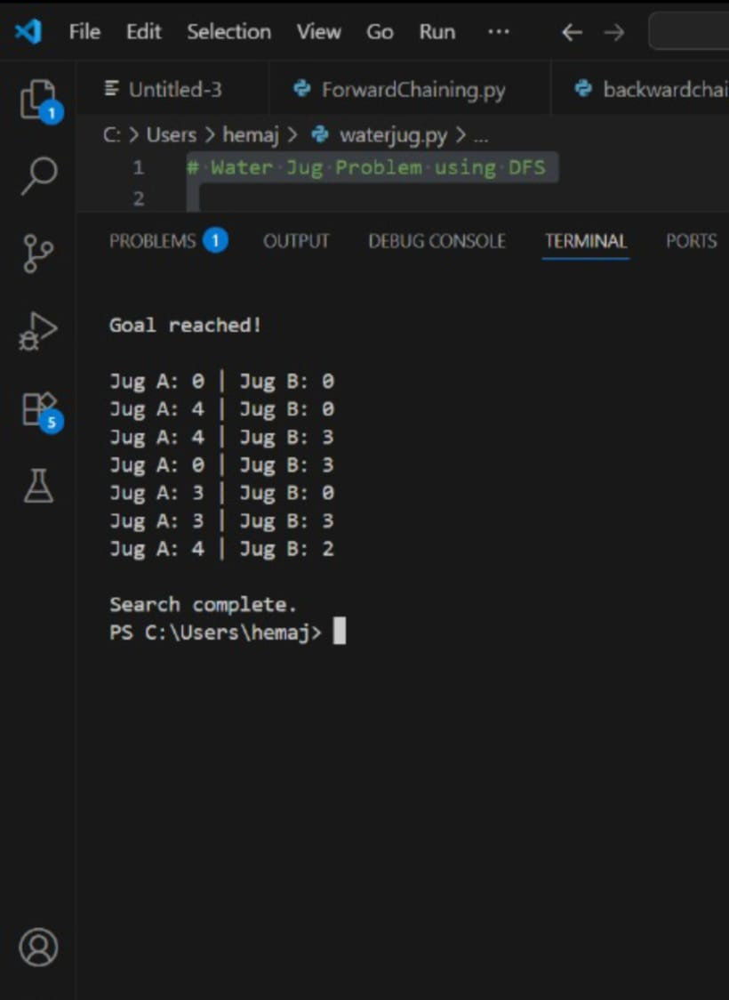 File Edit Selection View Go Run ...
1
Untitled-3 ForwardChaining.py backwardchai
C: > Users > hemaj > waterjug.py > ...
1 # Water Jug Problem using DFS
2
PROBLEMS 1 OUTPUT DEBUG CONSOLE TERMINAL PORTS
Goal reached!
Jug A: 0 | Jug B: 0
Jug A: 4 | Jug B: 0
Jug A: 4 | Jug B: 3
Jug A: 0 | Jug B: 3
Jug A: 3 | Jug B: 0
5
Jug A: 3 | Jug B: 3
Jug A: 4 | Jug B: 2
Search complete.
PS C:\Users\hemaj>